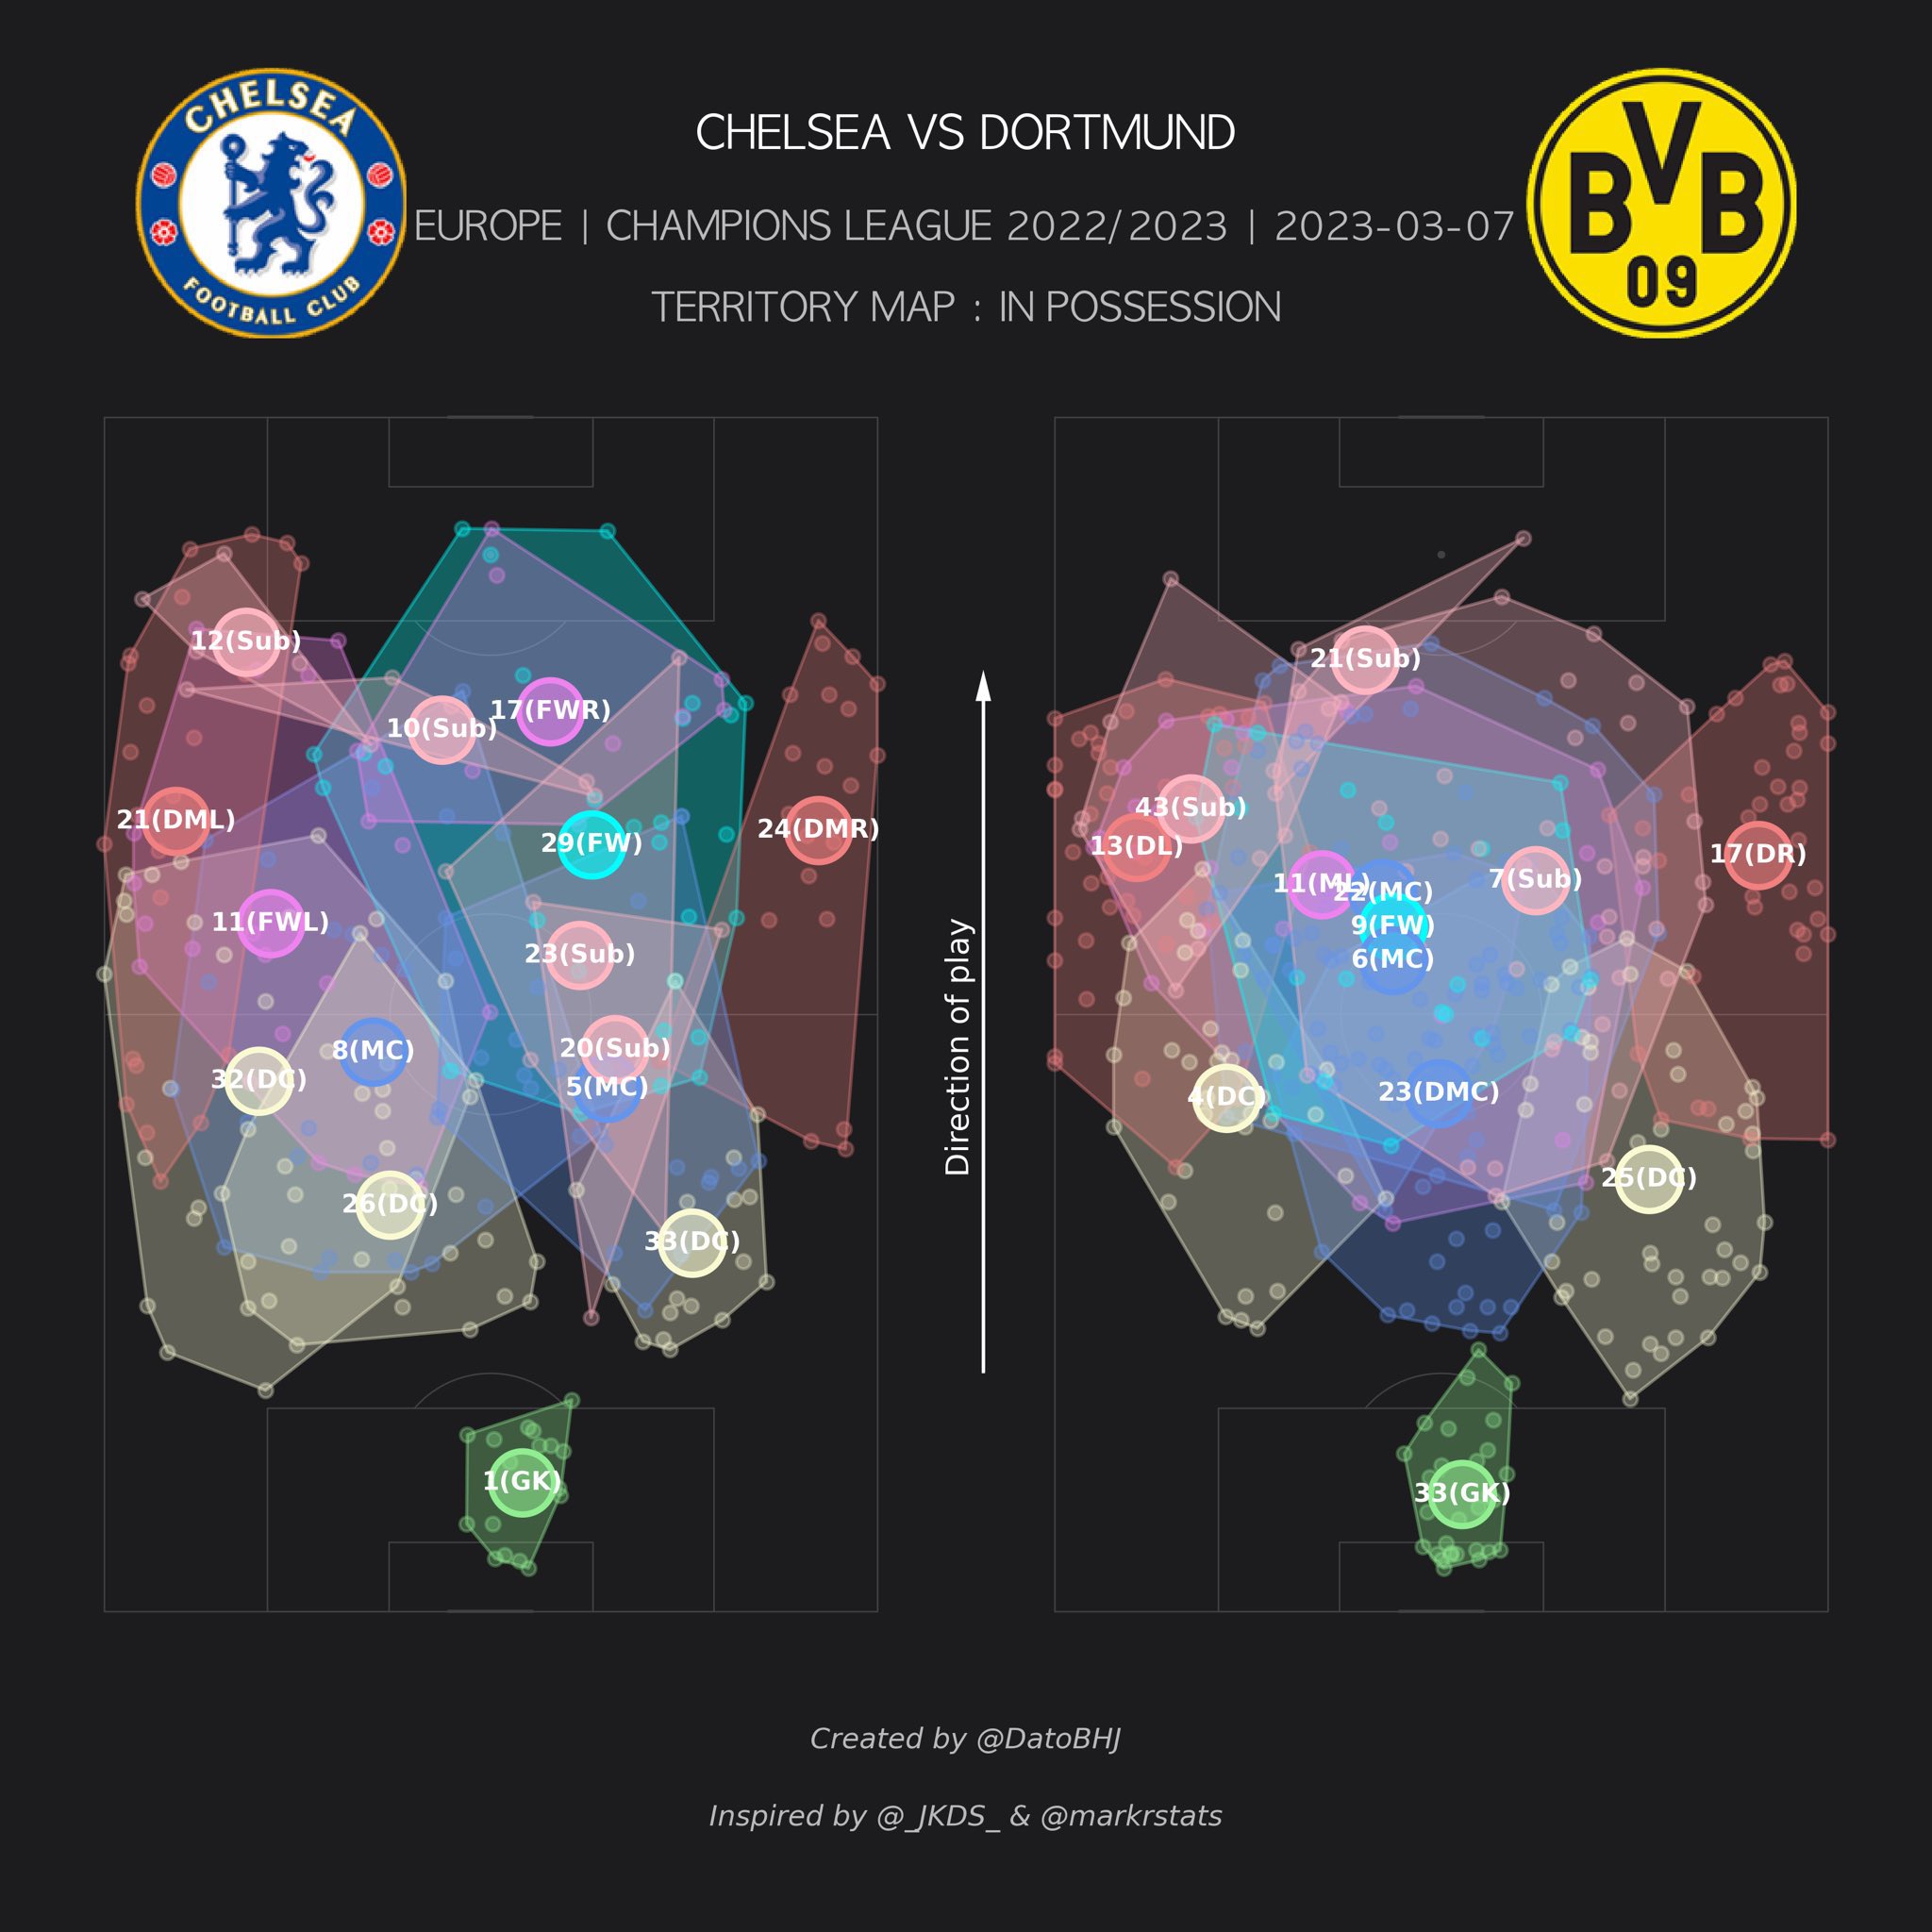 CHELSEA
FOOTBALL CLUB
CHELSEA VS DORTMUND
EUROPE | CHAMPIONS LEAGUE 2022/2023 | 2023-03-07
TERRITORY MAP : IN POSSESSION
BVB
09
12(Sub)
10(Sub)
17(FWR)
21(DML)
29(FW)
24(DMR)
11(FWL)
23(Sub)
8(MC)
20(Sub)
32(DC)
5(MC)
26(DC)
33(DC)
1(GK)
Direction of play
21(Sub)
43(Sub)
13(DL)
17(DR)
11(ML)
22(MC)
7(Sub)
9(FW)
6(MC)
4(DC)
23(DMC)
25(DC)
33(GK)
Created by @DatoBHJ
Inspired by @_JKDS_ & @markrstats